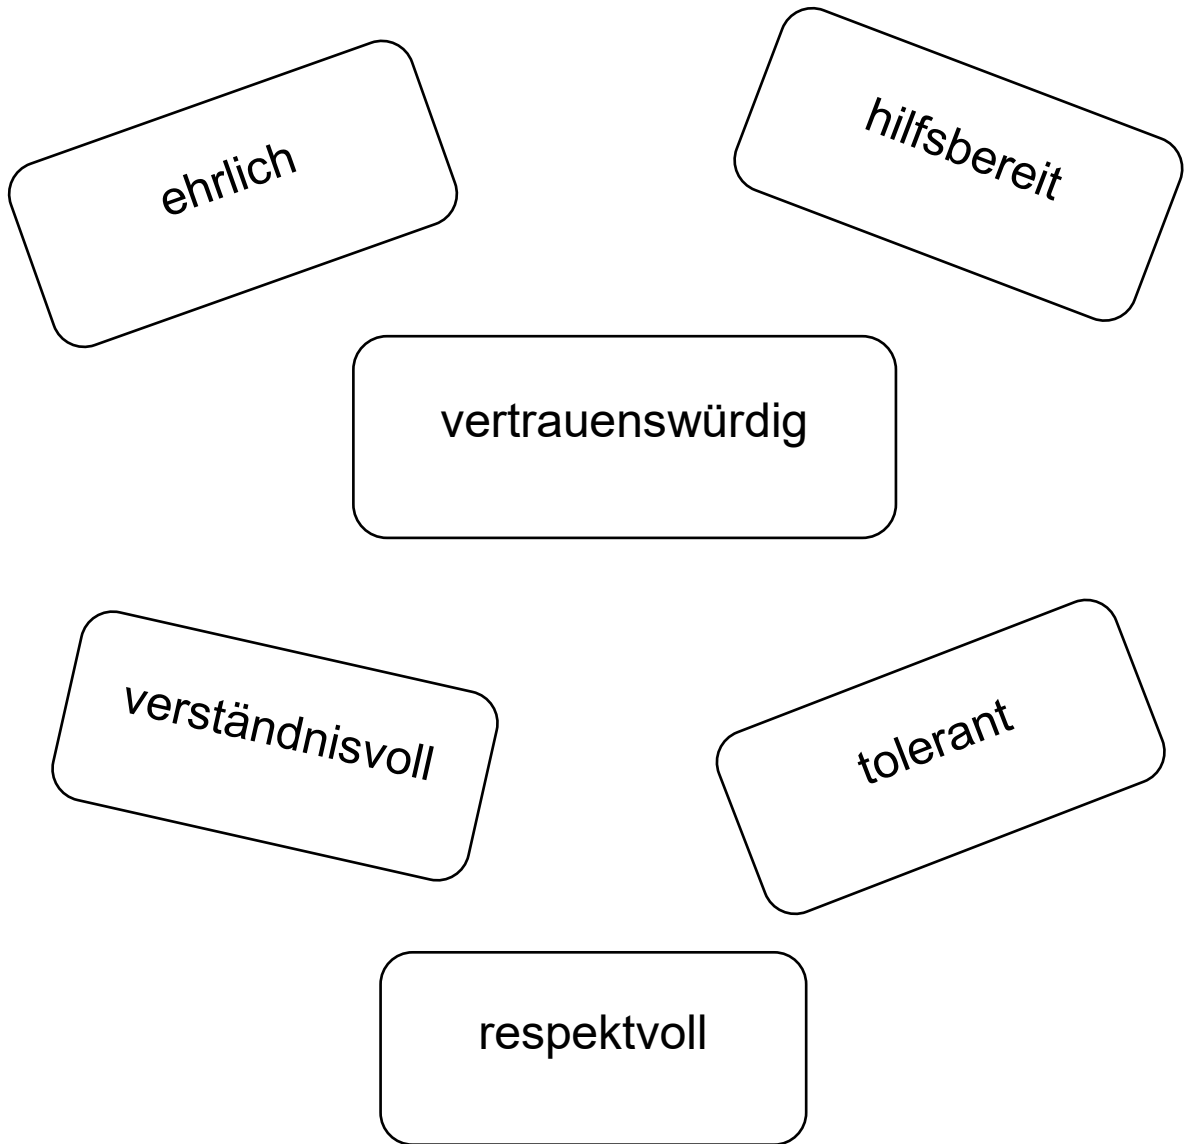 ehrlich
hilfsbereit
vertrauenswürdig
verständnisvoll
tolerant
respektvoll